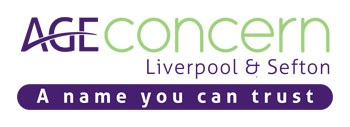 AGEconcern
Liverpool & Sefton
A name you can trust